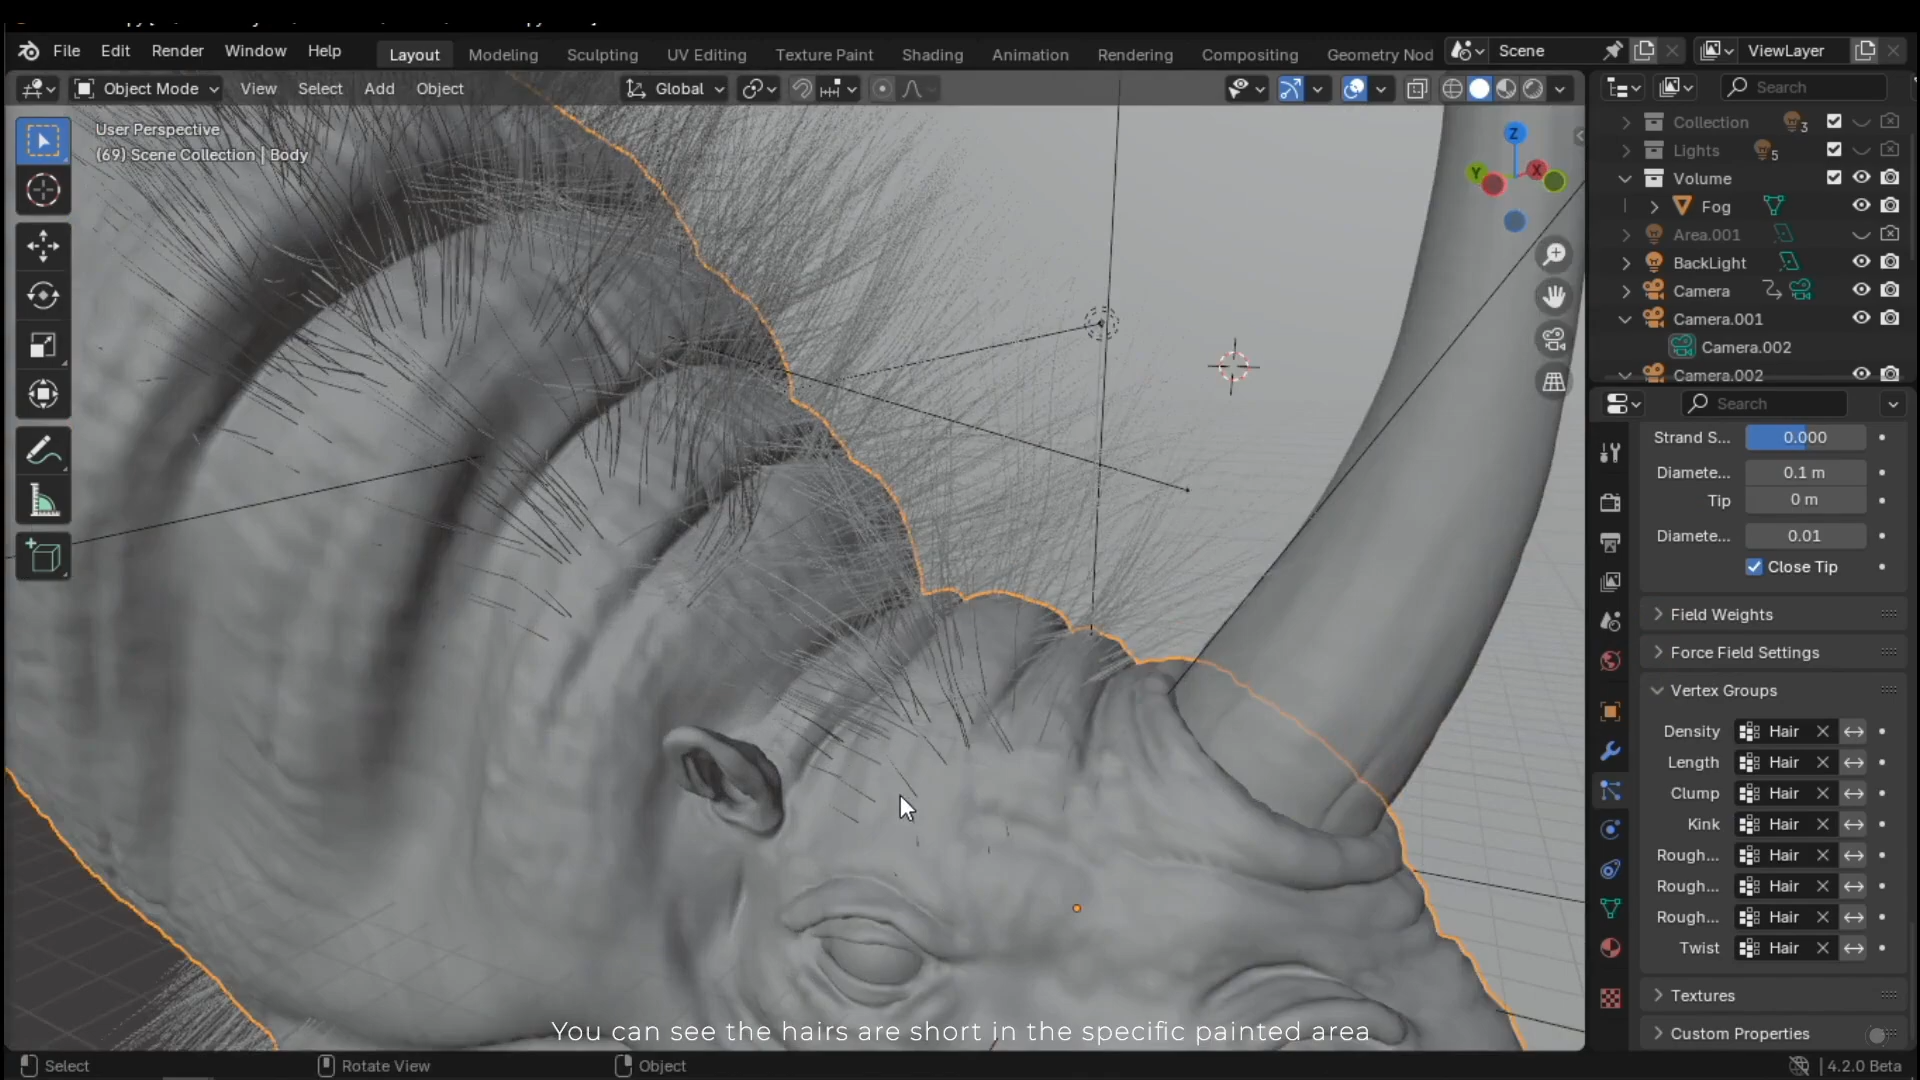 File Edit Render Window Help Layout Modeling Sculpting UV Editing Texture Paint Shading Animation Rendering Compositing Geometry Nod Scene ViewLayer
Object Mode View Select Add Object Global Search
User Perspective
(69) Scene Collection | Body
Z
Y
X
Collection 3
Lights 5
Volume
Fog
Area.001
BackLight
Camera
Camera.001
Camera.002
Camera.002
Search
Strand S... 0.000
Diamete... 0.1 m
Tip 0 m
Diamete... 0.01
Close Tip
Field Weights
Force Field Settings
Vertex Groups
Density Hair
Length Hair
Clump Hair
Kink Hair
Rough... Hair
Rough... Hair
Rough... Hair
Twist Hair
Textures
Custom Properties
You can see the hairs are short in the specific painted area
Select Rotate View Object 4.2.0 Beta